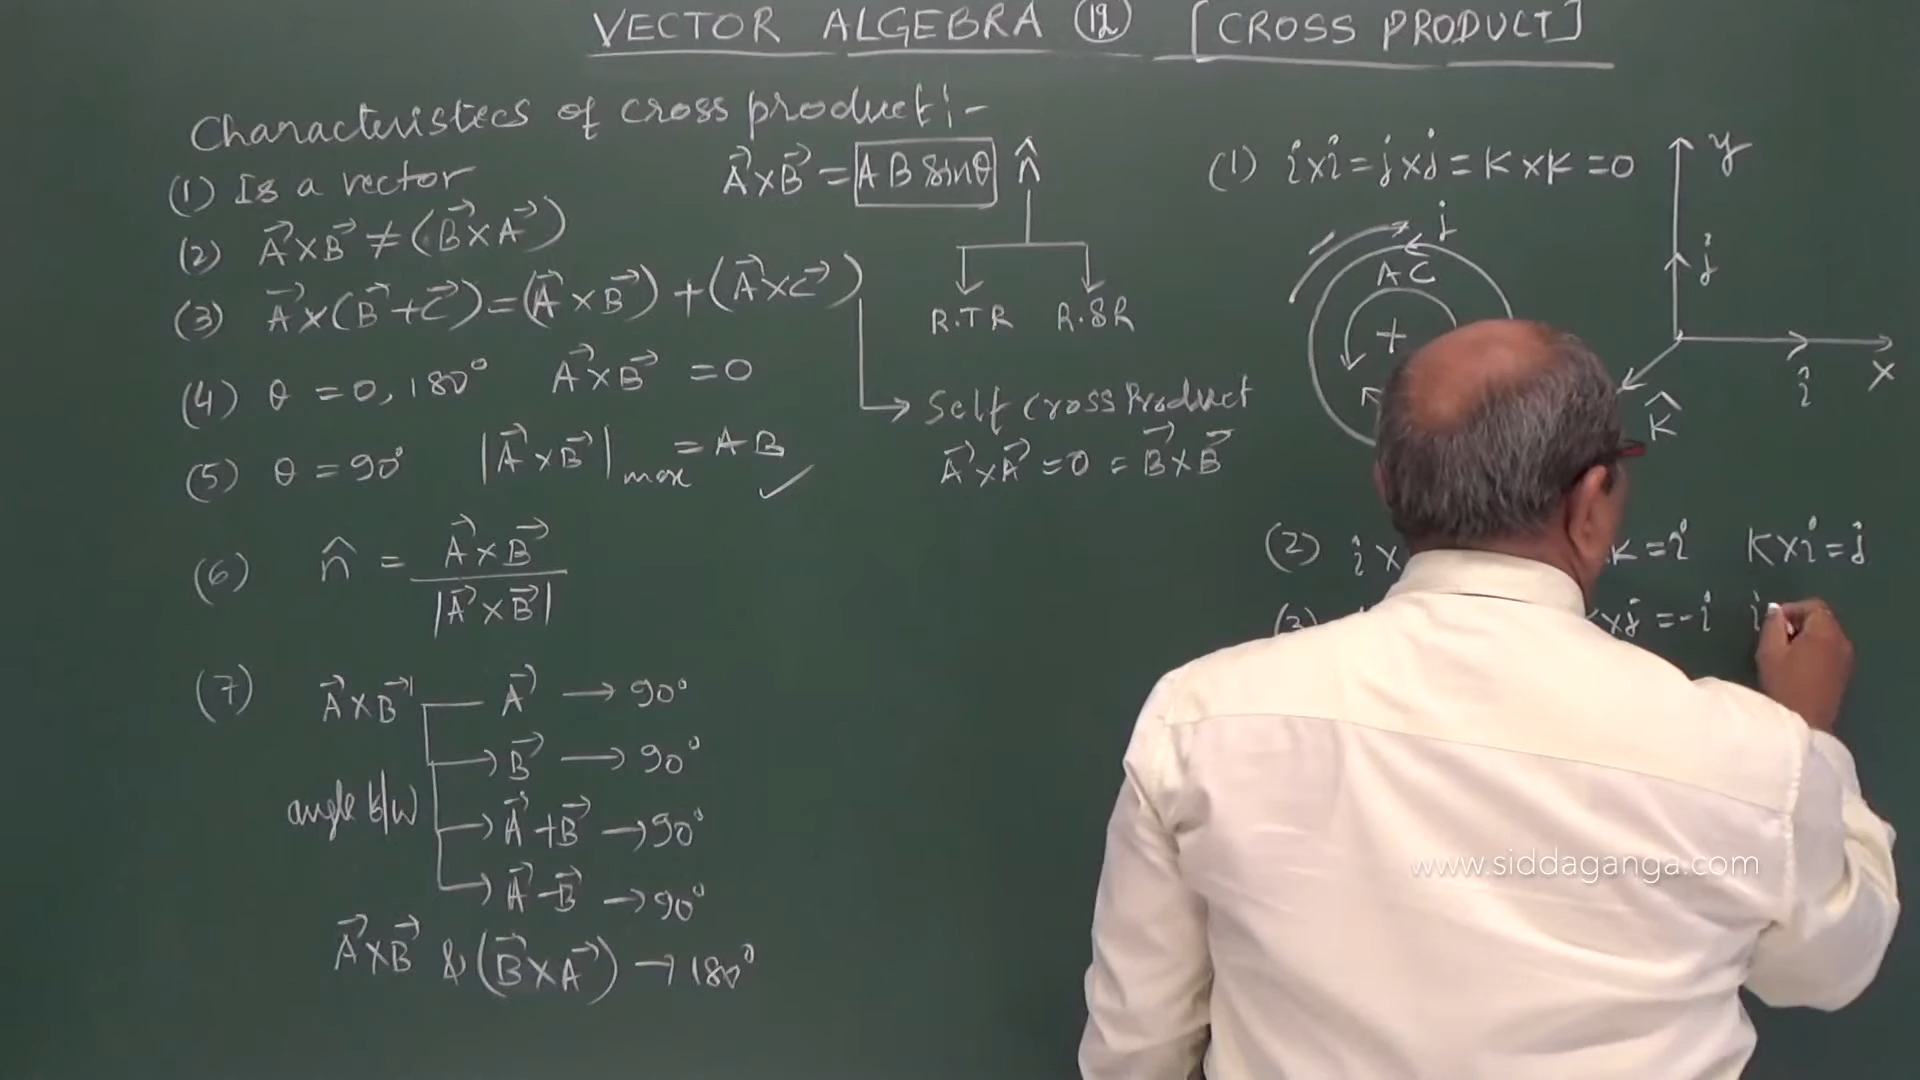 VECTOR ALGEBRA 12 [CROSS PRODUCT]
Characteristics of cross product:-
(1) Is a vector
(2) A⃗×B⃗ ≠ (B⃗×A⃗)
(3) A⃗×(B⃗+C⃗)=(A⃗×B⃗)+(A⃗×C⃗)
(4) θ = 0, 180° A⃗×B⃗ = 0
(5) θ = 90° |A⃗×B⃗|max = AB ✓
(6) n̂ = A⃗×B⃗ / |A⃗×B⃗|
(7) A⃗×B⃗
angle b/w
A⃗ → 90°
B⃗ → 90°
A⃗+B⃗ → 90°
A⃗-B⃗ → 90°
A⃗×B⃗ & (B⃗×A⃗) → 180°
A⃗×B⃗ = AB sinθ n̂
R.T R R.S R
Self Cross Product
A⃗×A⃗ = 0 = B⃗×B⃗
(1) i×i = j×j = K×K = 0
j
AC
+
y
ĵ
x
î
K̂
(2) i× K = i K×i = j
(3) ×j = -i i
www.siddaganga.com